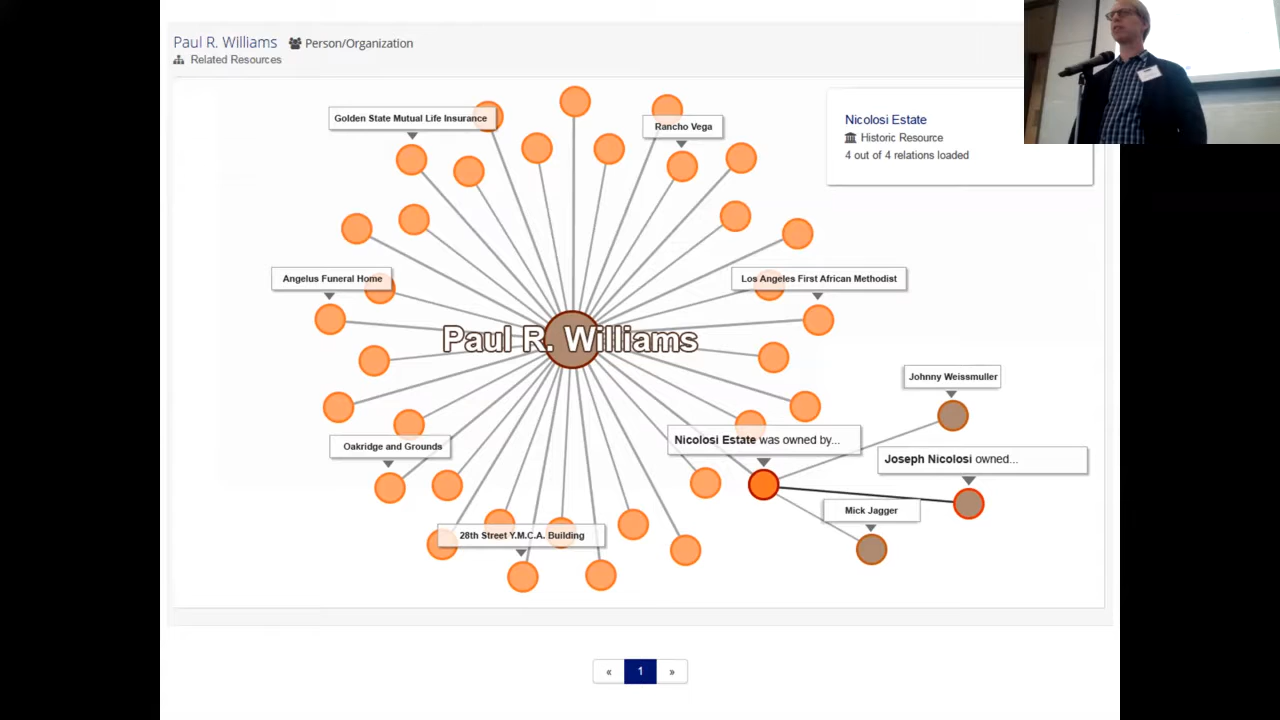 Paul R. Williams Person/Organization
Related Resources
Golden State Mutual Life Insurance
Rancho Vega
Nicolosi Estate
Historic Resource
4 out of 4 relations loaded
Angelus Funeral Home
Los Angeles First African Methodist
Paul R. Williams
Johnny Weissmuller
Oakridge and Grounds
Nicolosi Estate was owned by...
Joseph Nicolosi owned...
Mick Jagger
28th Street Y.M.C.A. Building
« 1 »